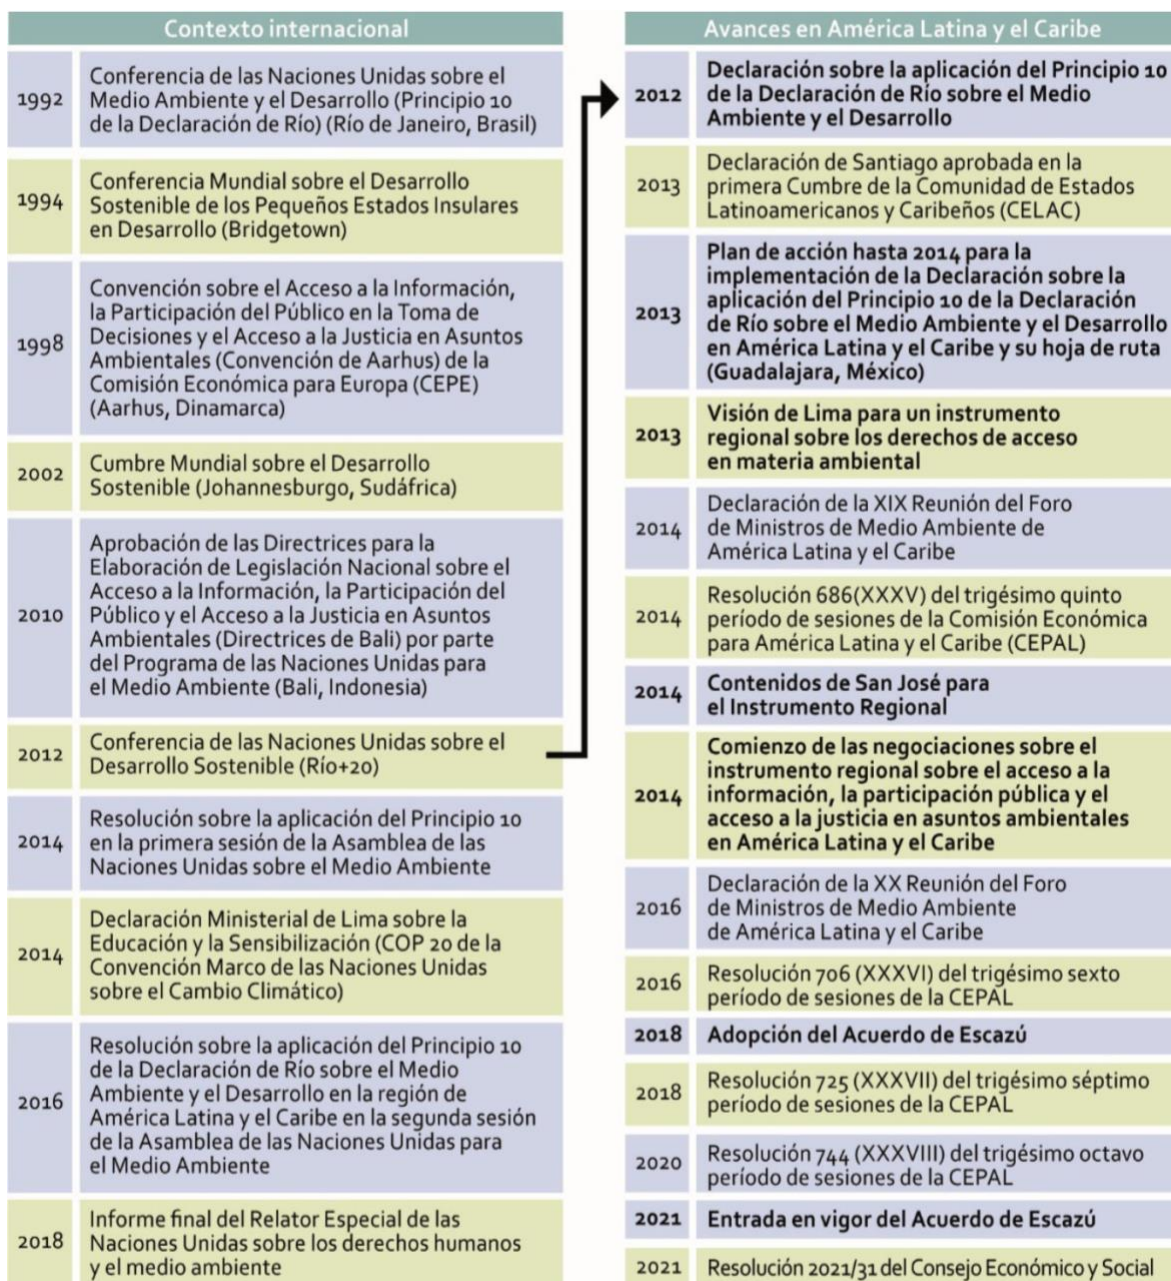 Contexto internacional
1992
Conferencia de las Naciones Unidas sobre el
Medio Ambiente y el Desarrollo (Principio 10
de la Declaración de Río) (Río de Janeiro, Brasil)
1994
Conferencia Mundial sobre el Desarrollo
Sostenible de los Pequeños Estados Insulares
en Desarrollo (Bridgetown)
1998
Convención sobre el Acceso a la Información,
la Participación del Público en la Toma de
Decisiones y el Acceso a la Justicia en Asuntos
Ambientales (Convención de Aarhus) de la
Comisión Económica para Europa (CEPE)
(Aarhus, Dinamarca)
2002
Cumbre Mundial sobre el Desarrollo
Sostenible (Johannesburgo, Sudáfrica)
2010
Aprobación de las Directrices para la
Elaboración de Legislación Nacional sobre el
Acceso a la Información, la Participación del
Público y el Acceso a la Justicia en Asuntos
Ambientales (Directrices de Bali) por parte
del Programa de las Naciones Unidas para
el Medio Ambiente (Bali, Indonesia)
2012
Conferencia de las Naciones Unidas sobre el
Desarrollo Sostenible (Río+20)
2014
Resolución sobre la aplicación del Principio 10
en la primera sesión de la Asamblea de las
Naciones Unidas sobre el Medio Ambiente
2014
Declaración Ministerial de Lima sobre la
Educación y la Sensibilización (COP 20 de la
Convención Marco de las Naciones Unidas
sobre el Cambio Climático)
2016
Resolución sobre la aplicación del Principio 10
de la Declaración de Río sobre el Medio
Ambiente y el Desarrollo en la región de
América Latina y el Caribe en la segunda sesión
de la Asamblea de las Naciones Unidas para
el Medio Ambiente
2018
Informe final del Relator Especial de las
Naciones Unidas sobre los derechos humanos
y el medio ambiente
Avances en América Latina y el Caribe
2012
Declaración sobre la aplicación del Principio 10
de la Declaración de Río sobre el Medio
Ambiente y el Desarrollo
2013
Declaración de Santiago aprobada en la
primera Cumbre de la Comunidad de Estados
Latinoamericanos y Caribeños (CELAC)
2013
Plan de acción hasta 2014 para la
implementación de la Declaración sobre la
aplicación del Principio 10 de la Declaración
de Río sobre el Medio Ambiente y el Desarrollo
en América Latina y el Caribe y su hoja de ruta
(Guadalajara, México)
2013
Visión de Lima para un instrumento
regional sobre los derechos de acceso
en materia ambiental
2014
Declaración de la XIX Reunión del Foro
de Ministros de Medio Ambiente de
América Latina y el Caribe
2014
Resolución 686(XXXV) del trigésimo quinto
período de sesiones de la Comisión Económica
para América Latina y el Caribe (CEPAL)
2014
Contenidos de San José para
el Instrumento Regional
2014
Comienzo de las negociaciones sobre el
instrumento regional sobre el acceso a la
información, la participación pública y el
acceso a la justicia en asuntos ambientales
en América Latina y el Caribe
2016
Declaración de la XX Reunión del Foro
de Ministros de Medio Ambiente
de América Latina y el Caribe
2016
Resolución 706 (XXXVI) del trigésimo sexto
período de sesiones de la CEPAL
2018
Adopción del Acuerdo de Escazú
2018
Resolución 725 (XXXVII) del trigésimo séptimo
período de sesiones de la CEPAL
2020
Resolución 744 (XXXVIII) del trigésimo octavo
período de sesiones de la CEPAL
2021
Entrada en vigor del Acuerdo de Escazú
2021
Resolución 2021/31 del Consejo Económico y Social